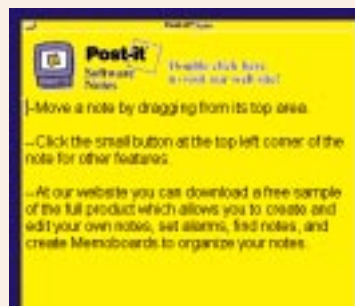 Post-it
Software
Notes
Double click here
to visit our web site!
-Move a note by dragging from its top area.
-Click the small button at the top left corner of the
note for other features.
-At our website you can download a free sample
of the full product which allows you to create and
edit your own notes, set alarms, find notes, and
create Memoboards to organize your notes.